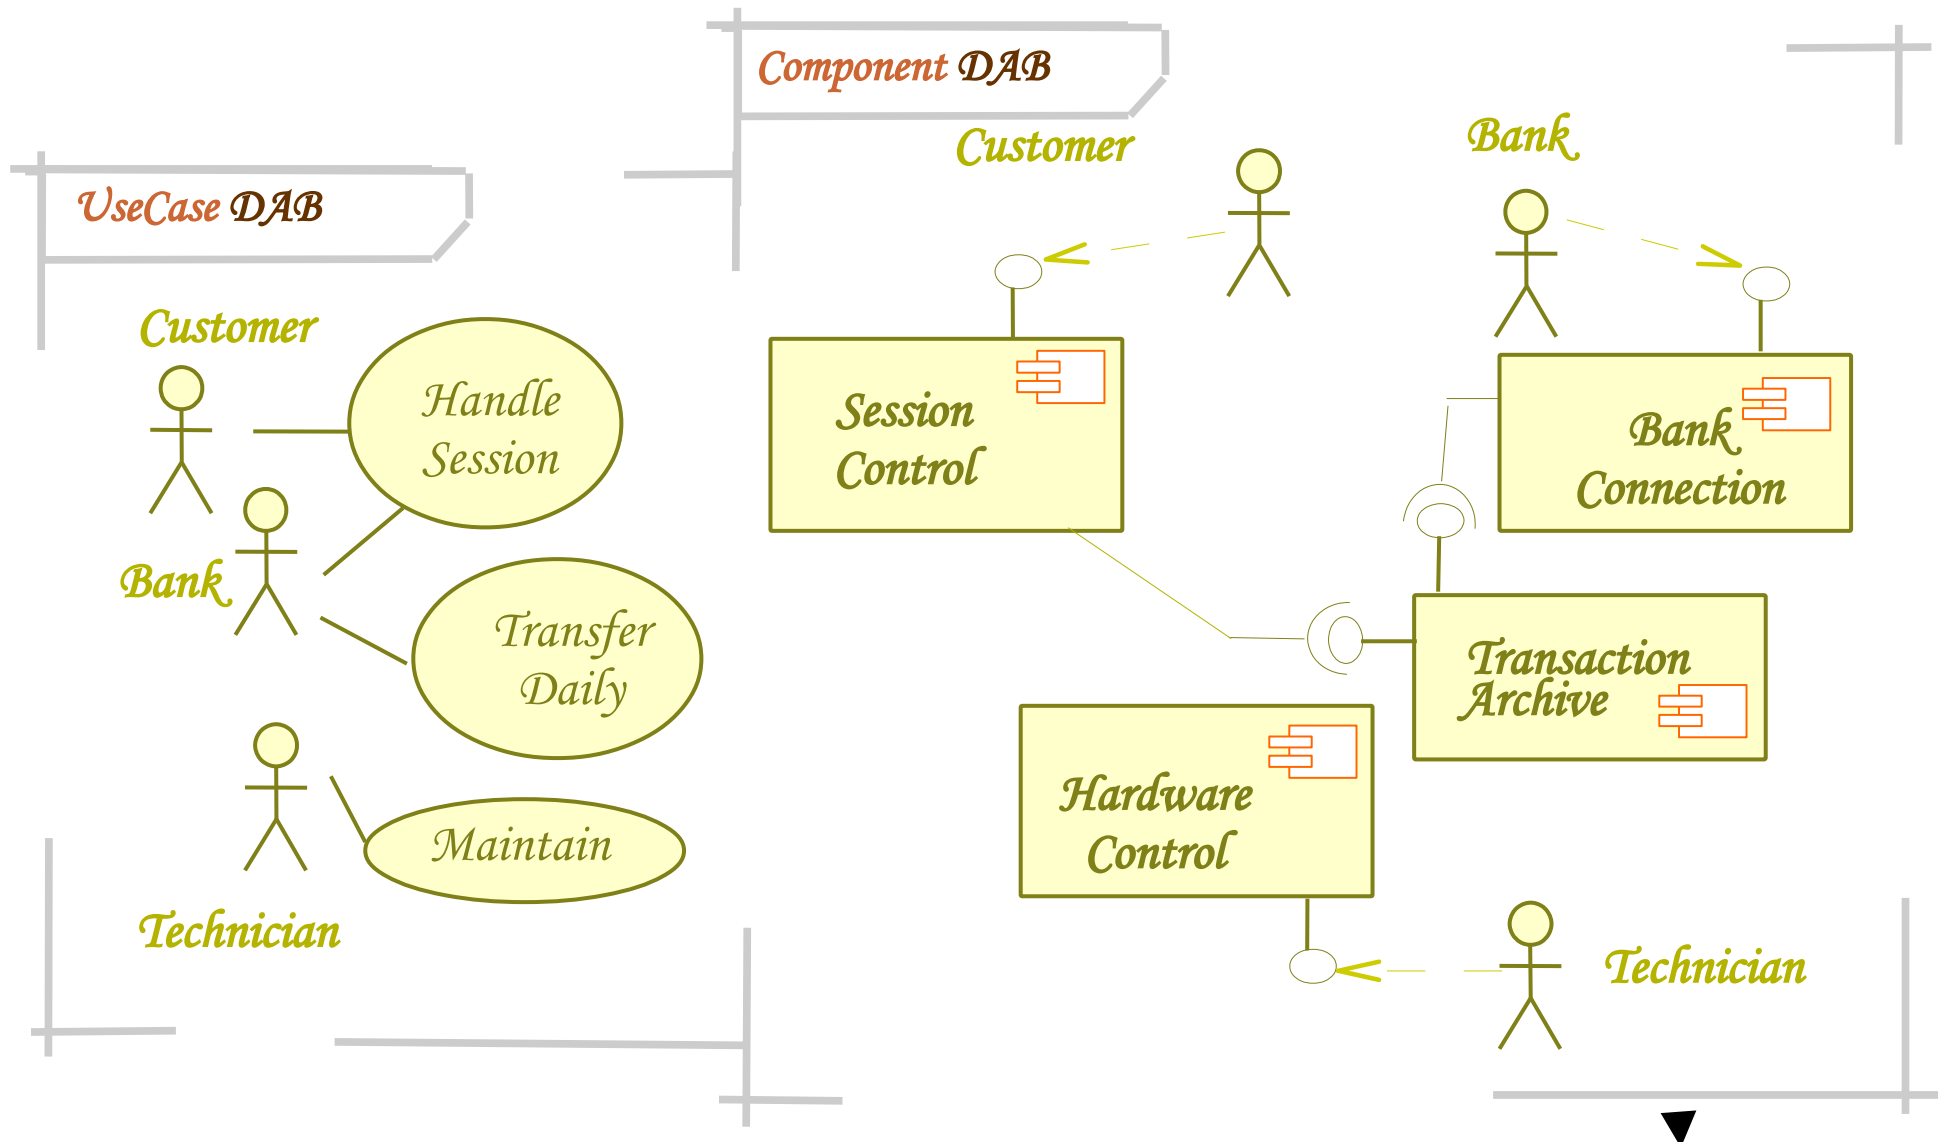 UseCase DAB
Customer
Handle
Session
Bank
Transfer
Daily
Maintain
Technician
Component DAB
Customer
Bank
Session
Control
Bank
Connection
Transaction
Archive
Hardware
Control
Technician